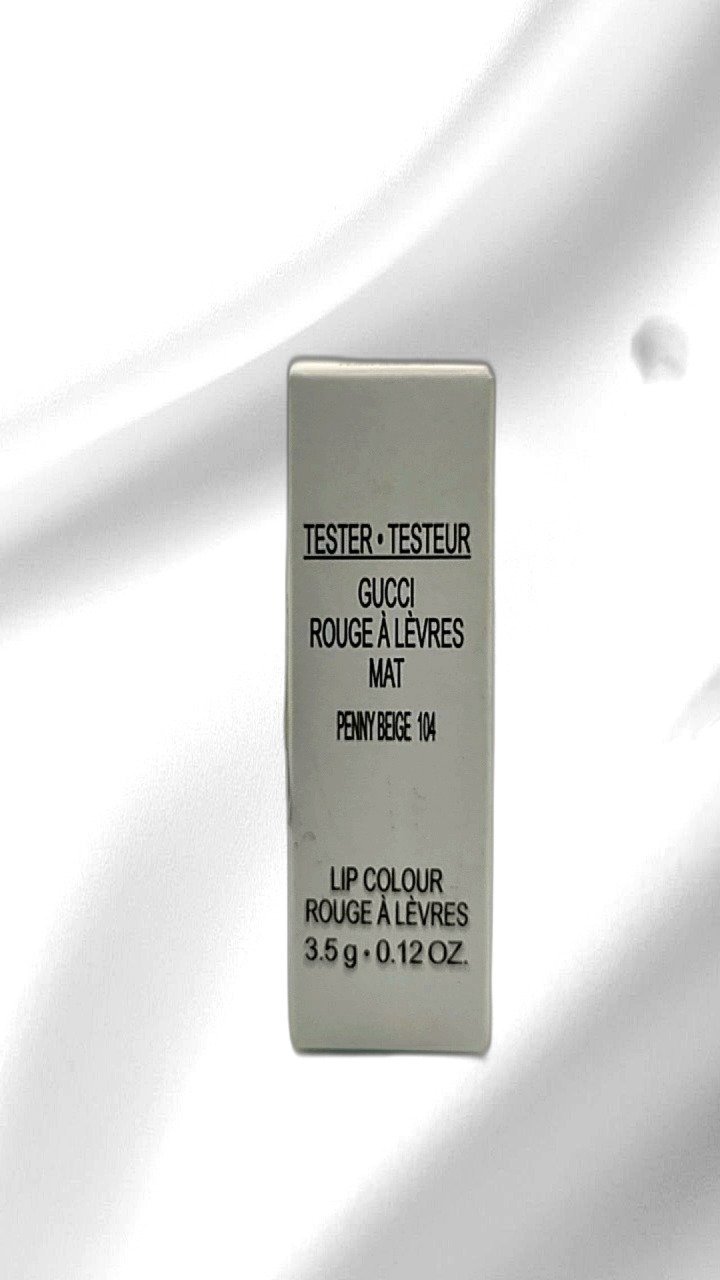 TESTER • TESTEUR
GUCCI
ROUGE À LÈVRES
MAT
PENNY BEIGE 104
LIP COLOUR
ROUGE À LÈVRES
3.5 g • 0.12 OZ.